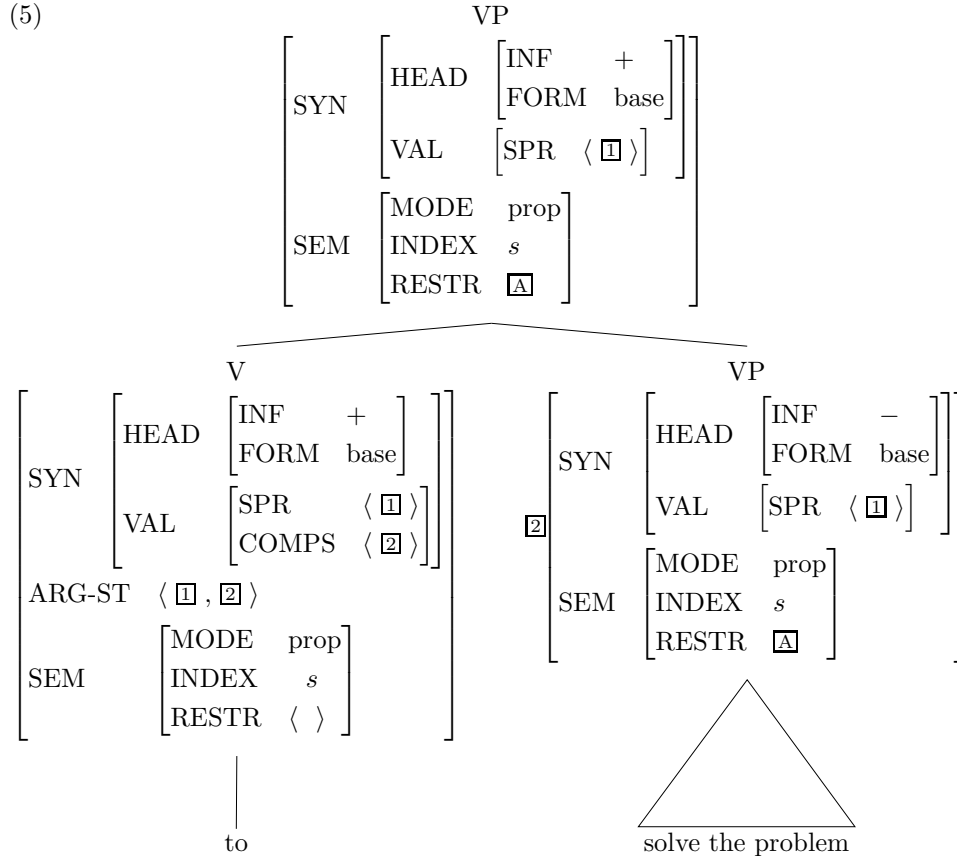 (5)
VP
SYN HEAD INF +
FORM base
VAL SPR ⟨ 1 ⟩
SEM MODE prop
INDEX s
RESTR A
V
SYN HEAD INF +
FORM base
VAL SPR ⟨ 1 ⟩
COMPS ⟨ 2 ⟩
ARG-ST ⟨ 1 , 2 ⟩
SEM MODE prop
INDEX s
RESTR ⟨ ⟩
to
VP
2
SYN HEAD INF −
FORM base
VAL SPR ⟨ 1 ⟩
SEM MODE prop
INDEX s
RESTR A
solve the problem